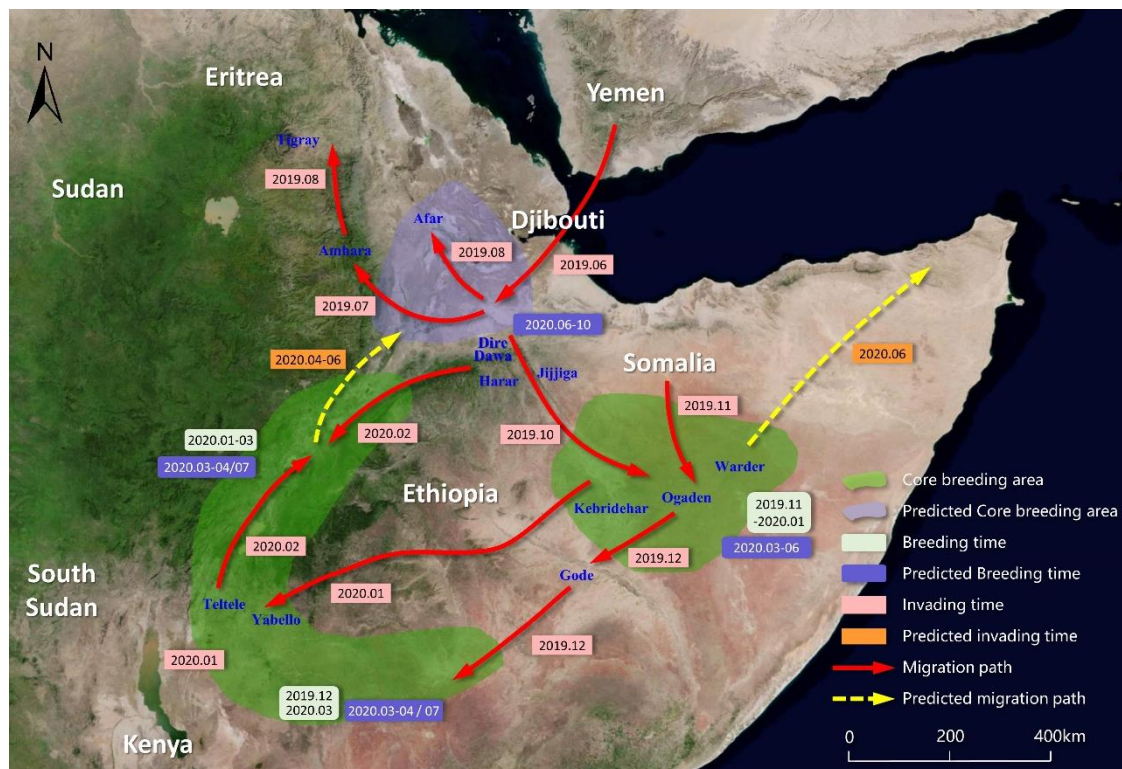 N
Eritrea
Yemen
Tigray
2019.08
Sudan
Afar
Djibouti
Amhara
2019.08
2019.06
2019.07
2020.06-10
Dire
Dawa
2020.04-06
Harar
Jijjiga
Somalia
2020.06
2019.11
2020.01-03
2020.02
2019.10
2020.03-04/07
Warder
Ethiopia
Kebridehar
Ogaden
2019.11
-2020.01
2020.02
2019.12
2020.03-06
South
Sudan
Gode
2020.01
Teltele
Yabello
2019.12
2020.01
2019.12
2020.03
2020.03-04 / 07
Kenya
Core breeding area
Predicted Core breeding area
Breeding time
Predicted Breeding time
Invading time
Predicted invading time
Migration path
Predicted migration path
0 200 400km